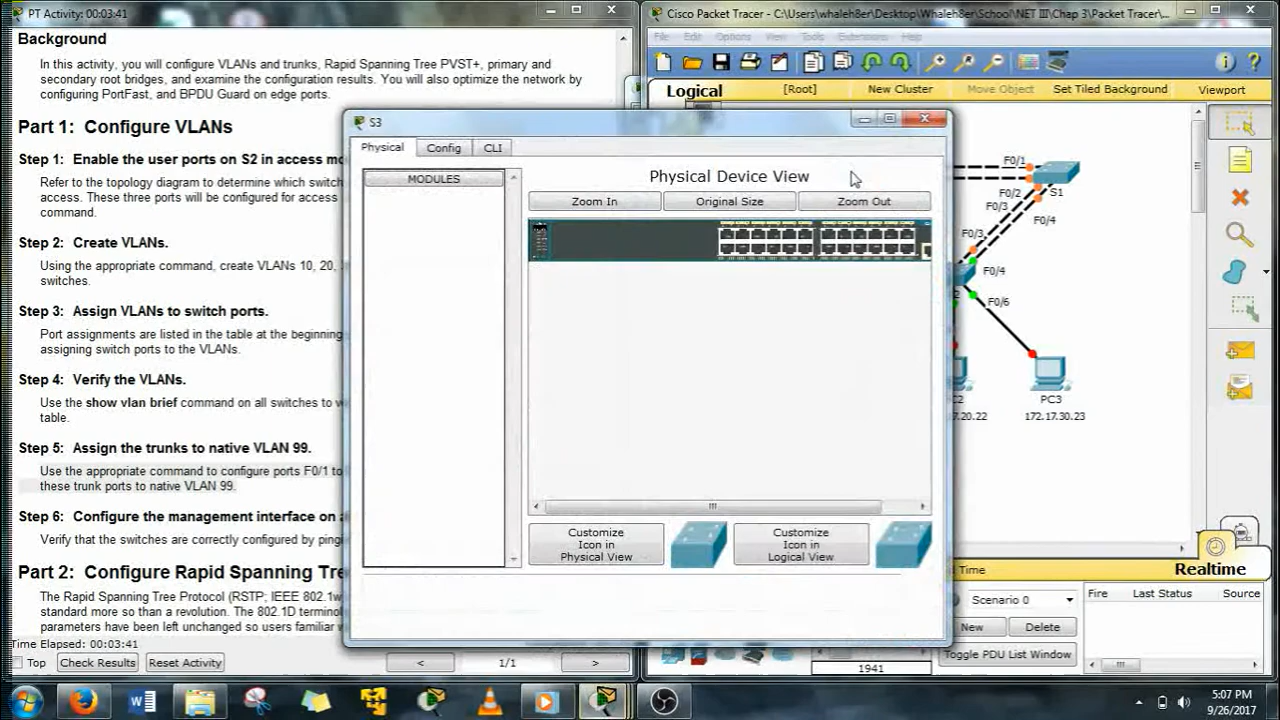 PT Activity: 00:03:41
Background
In this activity, you will configure VLANs and trunks, Rapid Spanning Tree PVST+, primary and
secondary root bridges, and examine the configuration results. You will also optimize the network by
configuring PortFast, and BPDU Guard on edge ports.
Part 1: Configure VLANs
Step 1: Enable the user ports on S2 in access mo
Refer to the topology diagram to determine which switch
access. These three ports will be configured for access
command.
Step 2: Create VLANs.
Using the appropriate command, create VLANs 10, 20,
switches.
Step 3: Assign VLANs to switch ports.
Port assignments are listed in the table at the beginning
assigning switch ports to the VLANs.
Step 4: Verify the VLANs.
Use the show vlan brief command on all switches to v
table.
Step 5: Assign the trunks to native VLAN 99.
Use the appropriate command to configure ports F0/1 to
these trunk ports to native VLAN 99.
Step 6: Configure the management interface on a
Verify that the switches are correctly configured by pingi
Part 2: Configure Rapid Spanning Tre
The Rapid Spanning Tree Protocol (RSTP; IEEE 802.1w
standard more so than a revolution. The 802.1D terminol
parameters have been left unchanged so users familiar w
Time Elapsed: 00:03:41
Top
Check Results
Reset Activity
<
1/1
>
S3
Physical
Config
CLI
MODULES
Physical Device View
Zoom In
Original Size
Zoom Out
Customize
Icon in
Physical View
Customize
Icon in
Logical View
Cisco Packet Tracer - C:\Users\whaleh8er\Desktop\Whaleh8er\School\NET III\Chap 3\Packet Tracer\...
File Edit Options View Tools Extensions Help
Logical
[Root]
New Cluster
Move Object
Set Tiled Background
Viewport
F0/1
F0/2
S1
F0/3
F0/4
F0/3
F0/4
F0/6
C2
PC3
17.20.22
172.17.30.23
Time
Realtime
Scenario 0
Fire
Last Status
Source
New
Delete
Toggle PDU List Window
1941
5:07 PM
9/26/2017